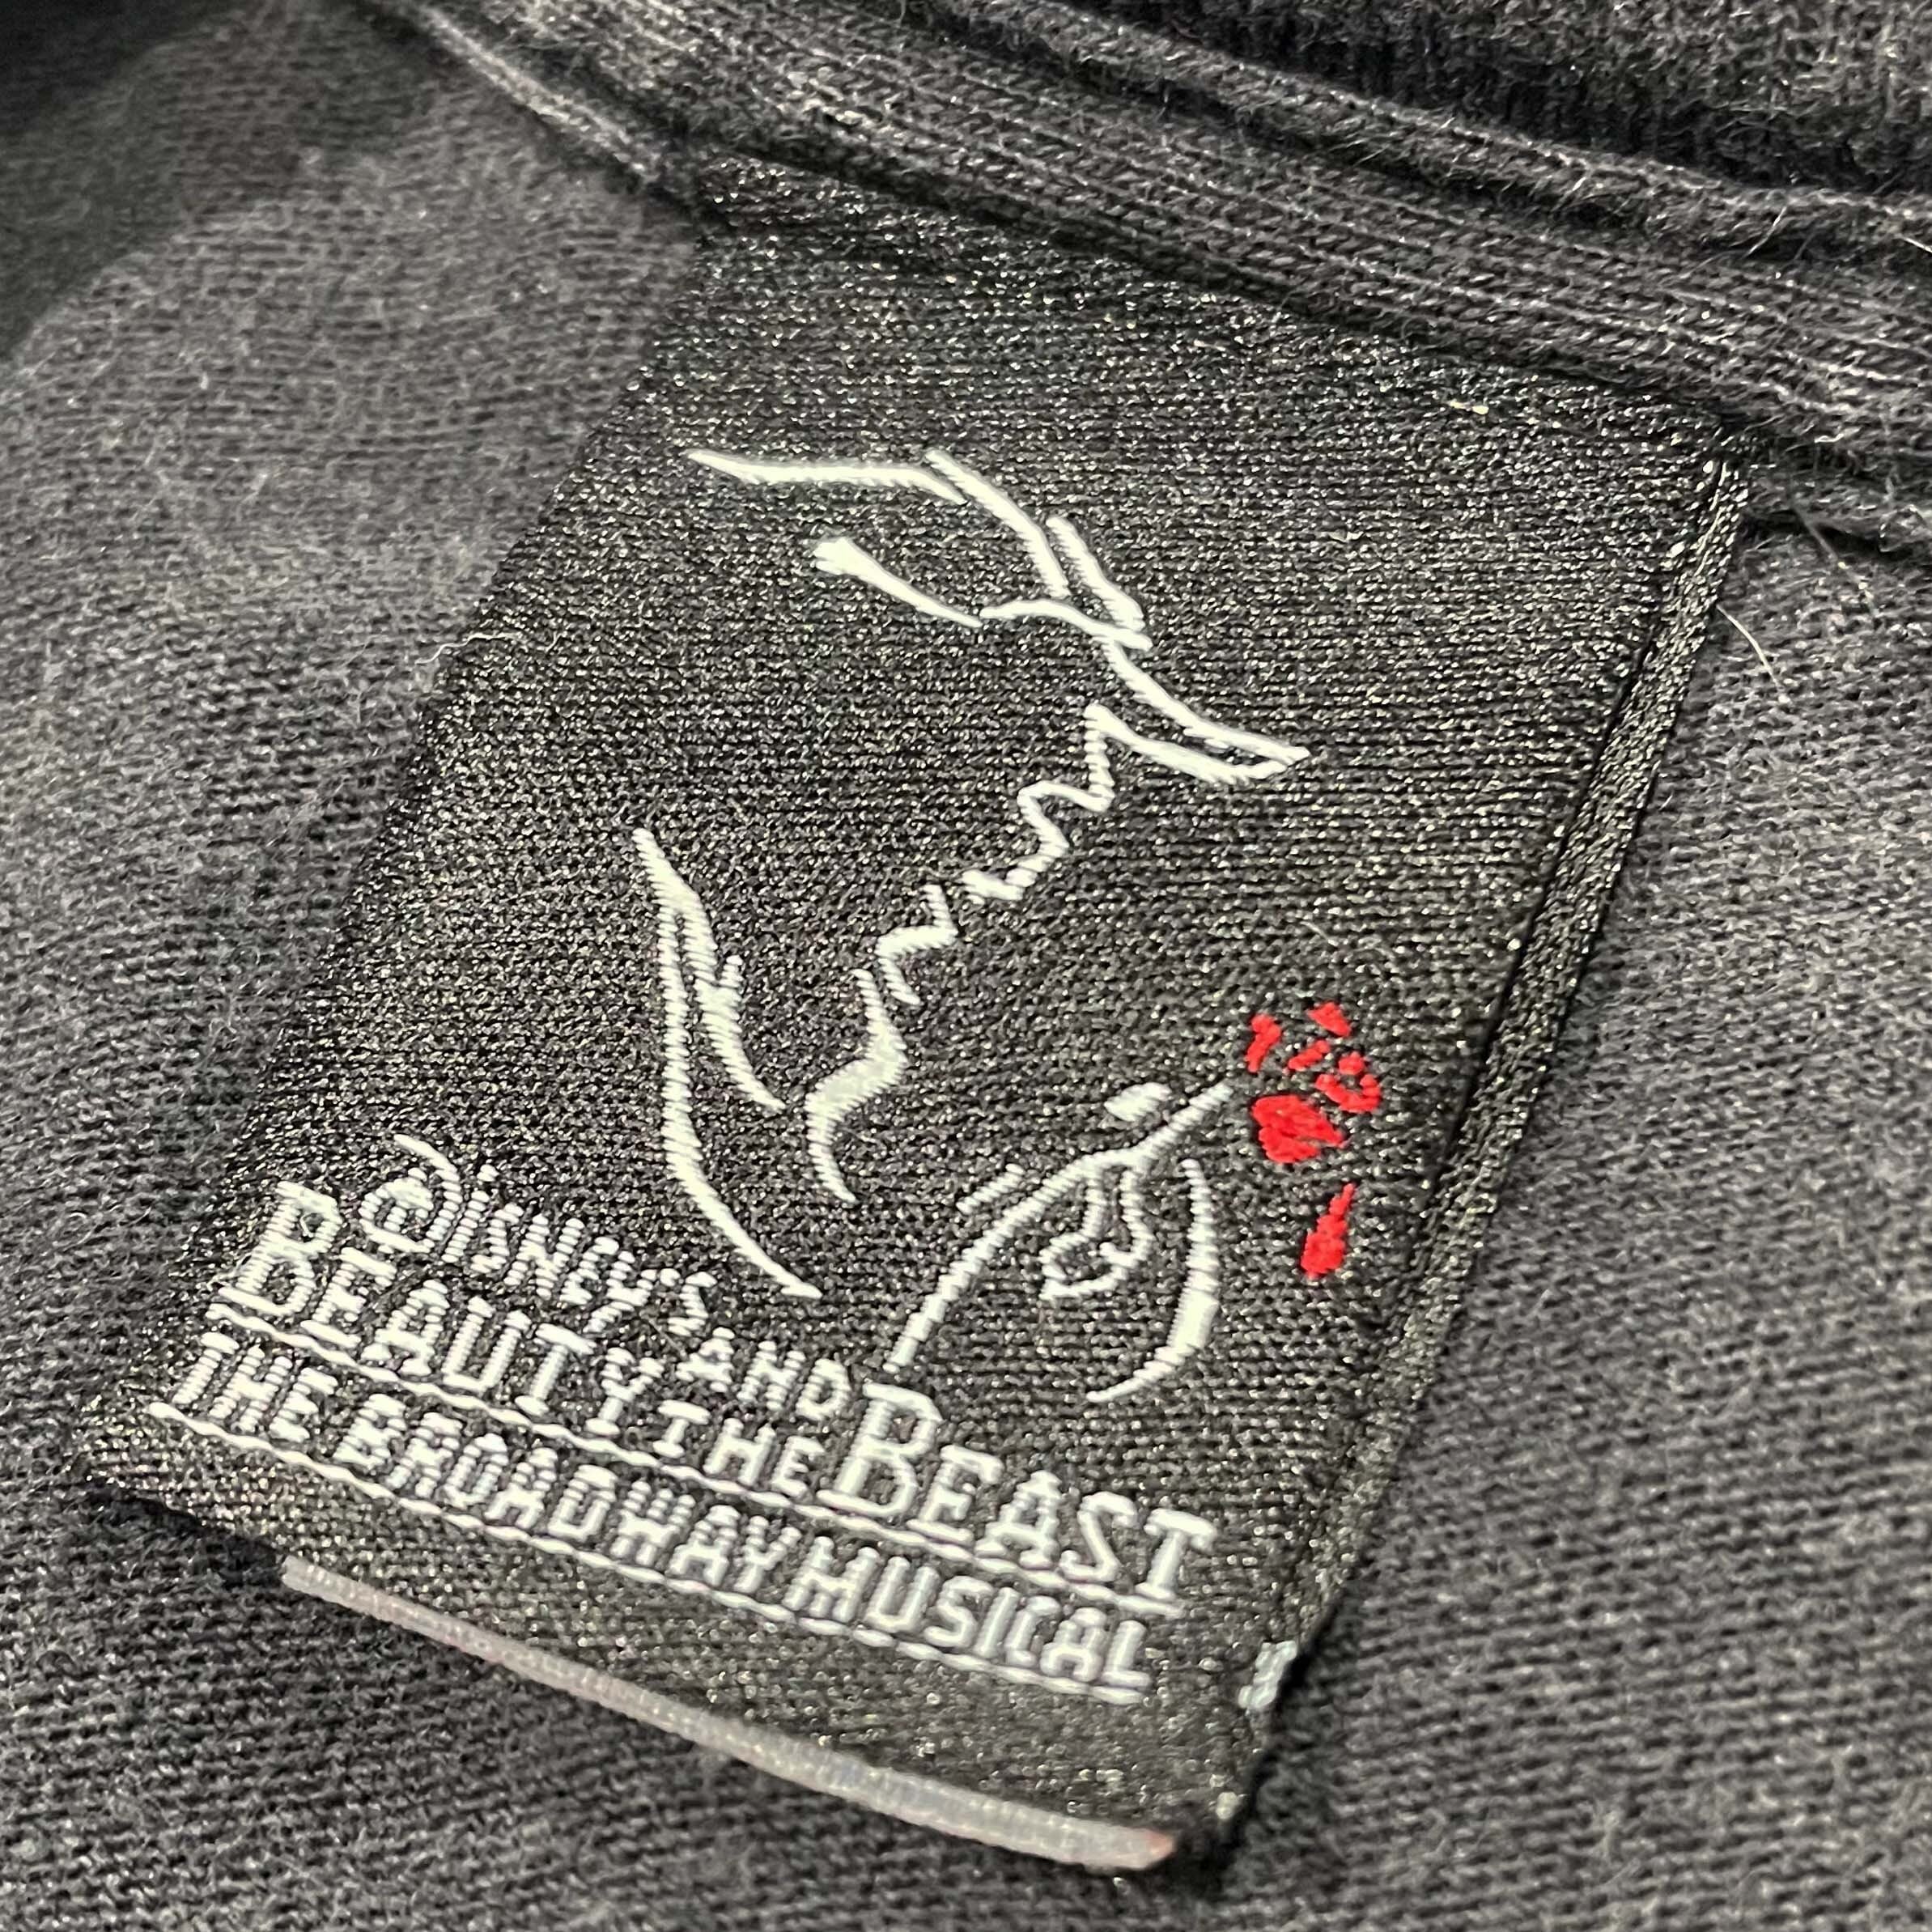 Disney's
BEAUTY AND THE BEAST
THE BROADWAY MUSICAL